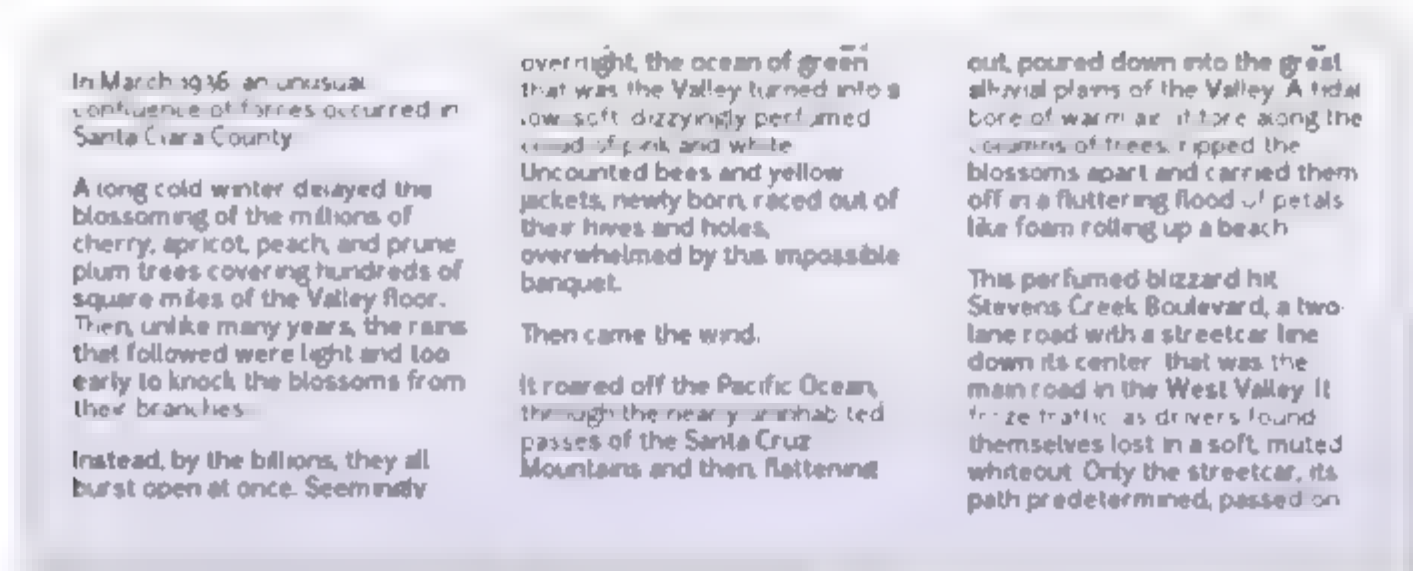 In March 1936 an unusual
confluence of forces occurred in
Santa Clara County
A long cold winter delayed the
blossoming of the millions of
cherry, apricot, peach, and prune
plum trees covering hundreds of
square miles of the Valley floor.
Then, unlike many years, the rains
that followed were light and too
early to knock the blossoms from
their branches
Instead, by the billions, they all
burst open at once. Seemingly
overnight, the ocean of green
that was the Valley turned into a
low soft dizzyingly perfumed
cloud of pink and white
Uncounted bees and yellow
jackets, newly born, raced out of
their hives and holes,
overwhelmed by this impossible
banquet.
Then came the wind.
It roared off the Pacific Ocean,
through the nearly uninhabited
passes of the Santa Cruz
Mountains and then, flattening
out, poured down into the great
alluvial plains of the Valley A tidal
bore of warm air it tore along the
columns of trees, ripped the
blossoms apart and carried them
off in a fluttering flood of petals
like foam rolling up a beach
This perfumed blizzard hit
Stevens Creek Boulevard, a two-
lane road with a streetcar line
down its center that was the
main road in the West Valley It
froze traffic as drivers found
themselves lost in a soft, muted
whiteout Only the streetcar, its
path predetermined, passed on